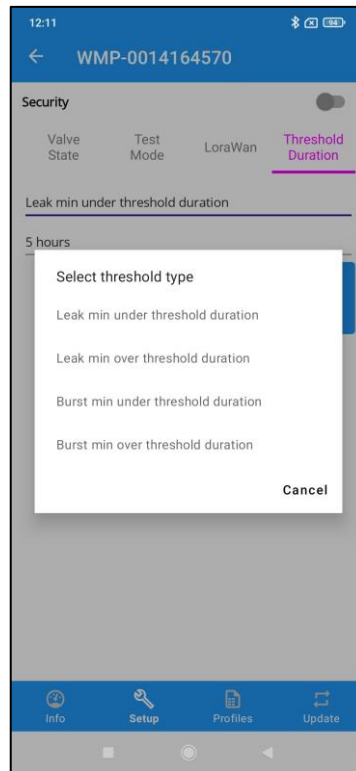 12:11
94
WMP-0014164570
Security
Valve State
Test Mode
LoraWan
Threshold Duration
Leak min under threshold duration
5 hours
Select threshold type
Leak min under threshold duration
Leak min over threshold duration
Burst min under threshold duration
Burst min over threshold duration
Cancel
Info
Setup
Profiles
Update